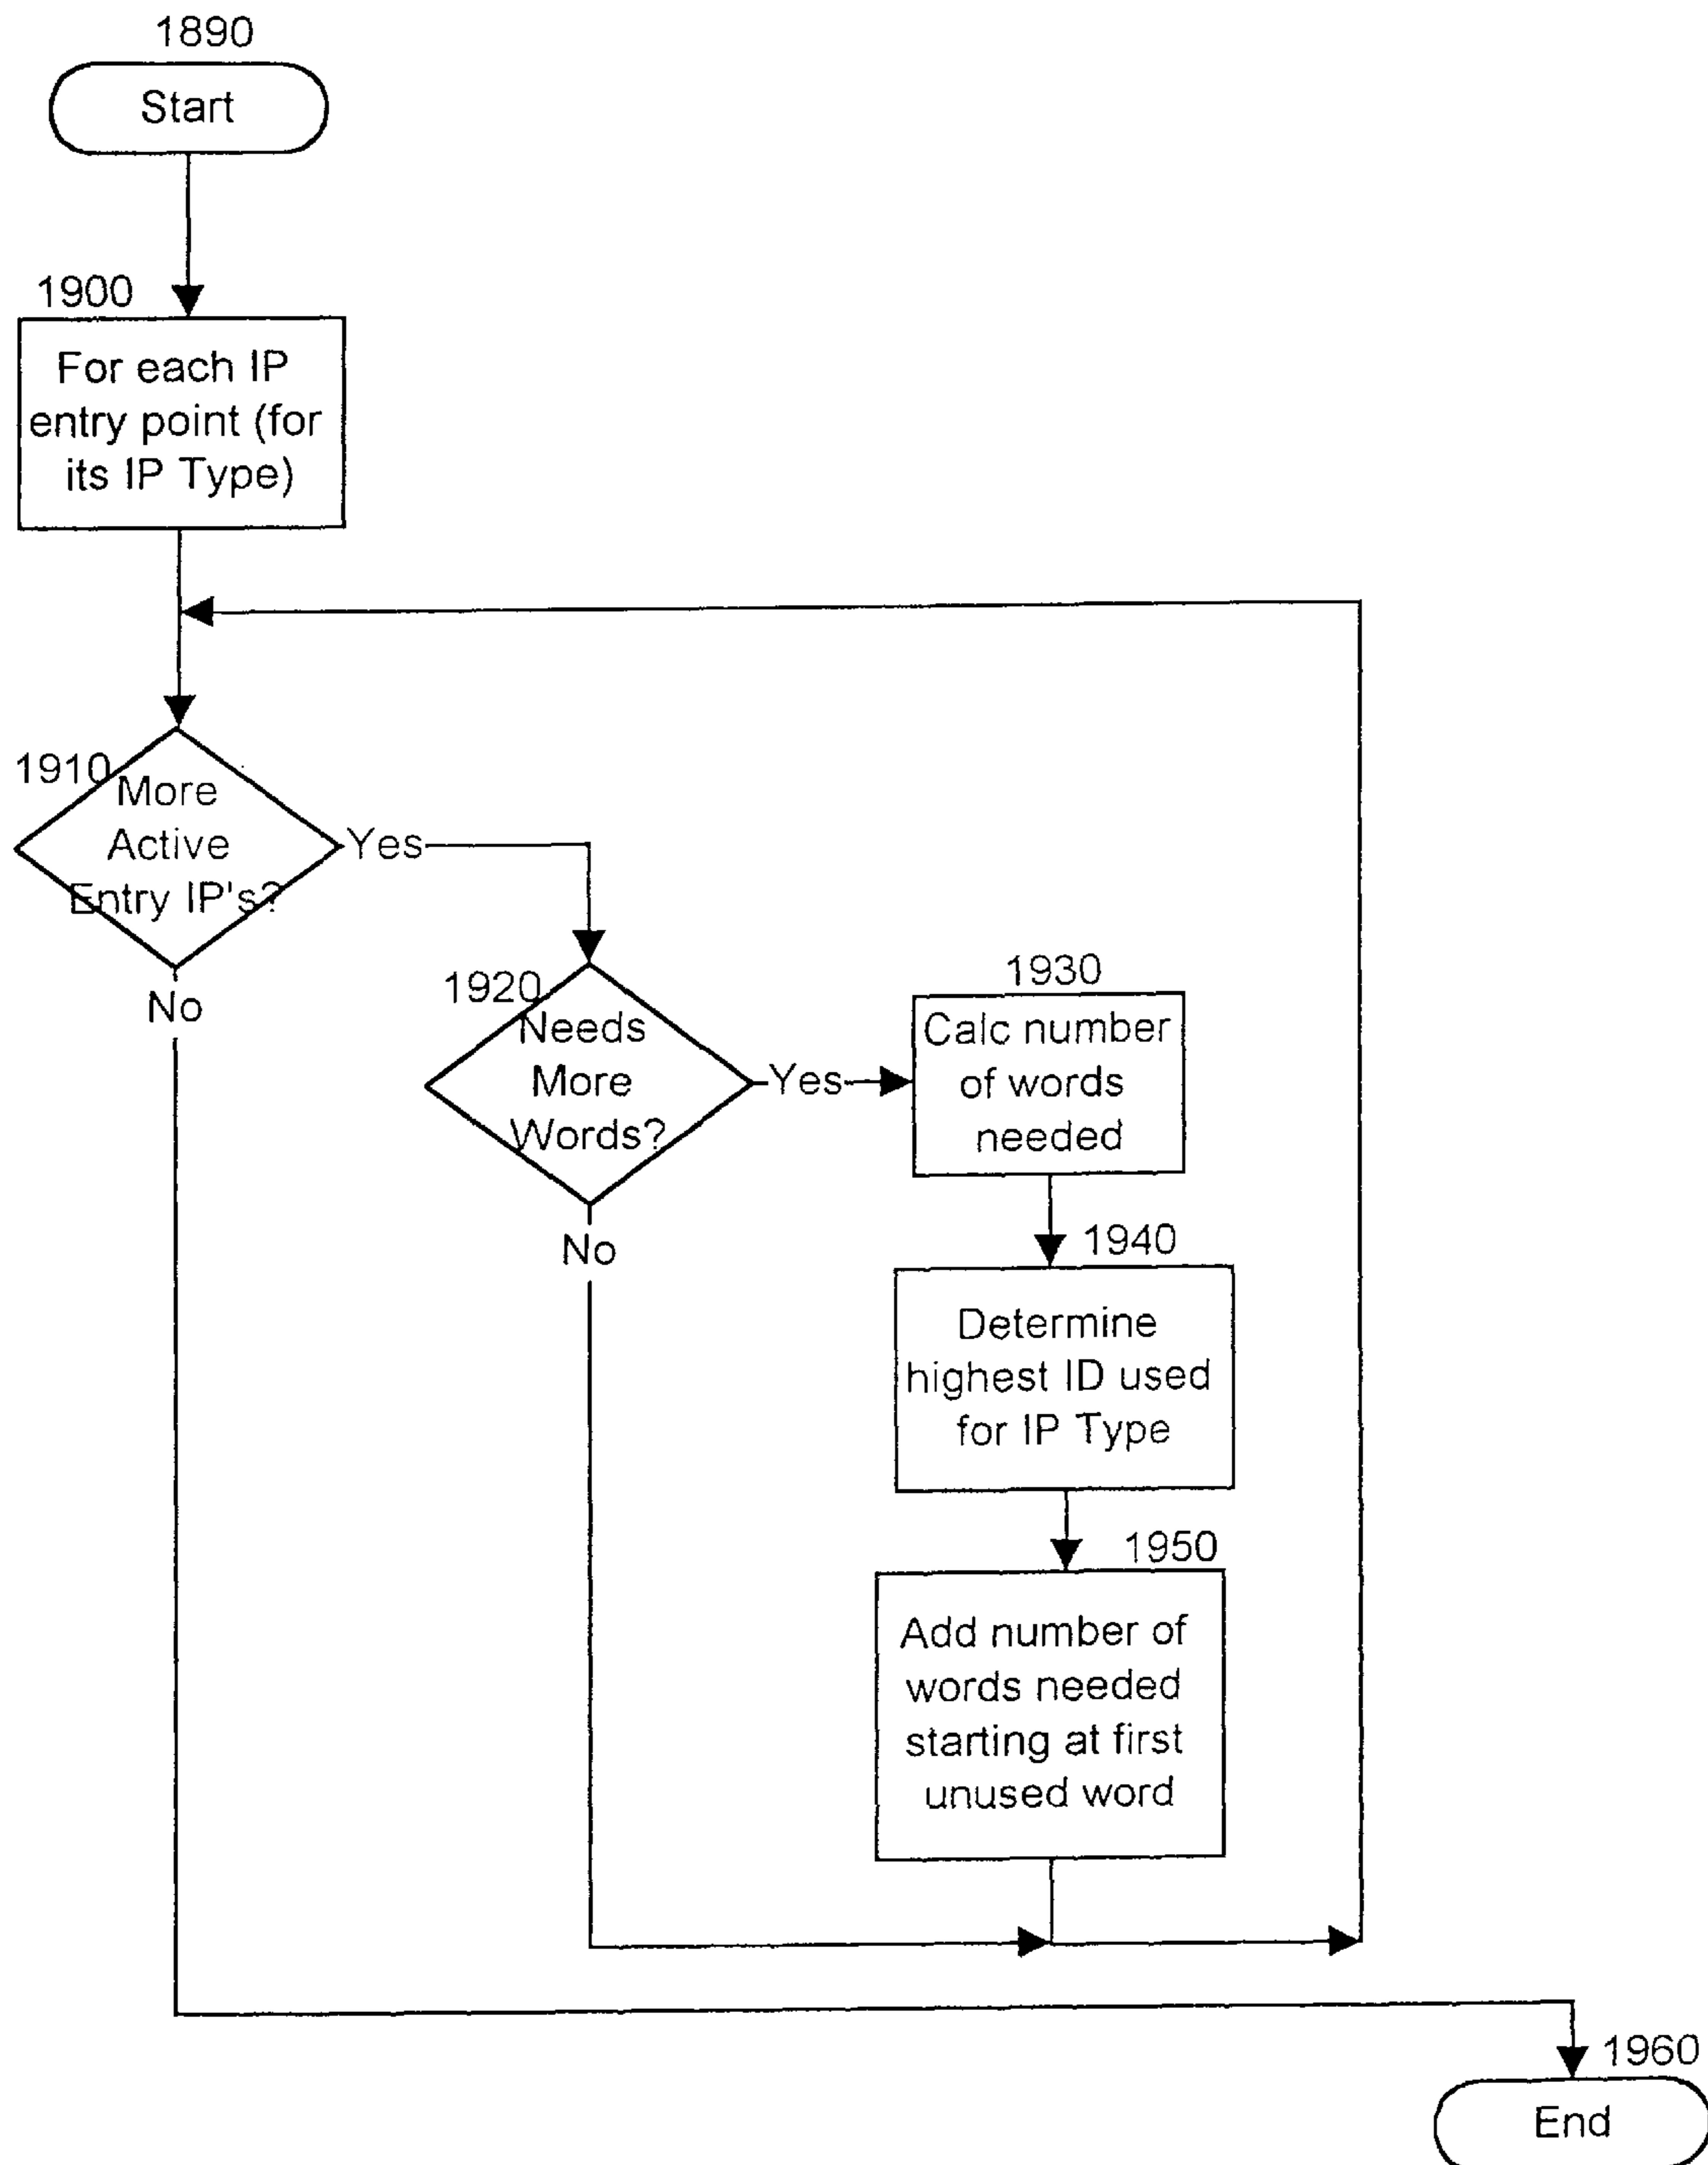 1890
Start
1900
For each IP
entry point (for
its IP Type)
1910
More
Active
Entry IP's?
Yes
No
1920
Needs
More
Words?
Yes
No
1930
Calc number
of words
needed
1940
Determine
highest ID used
for IP Type
1950
Add number of
words needed
starting at first
unused word
1960
End